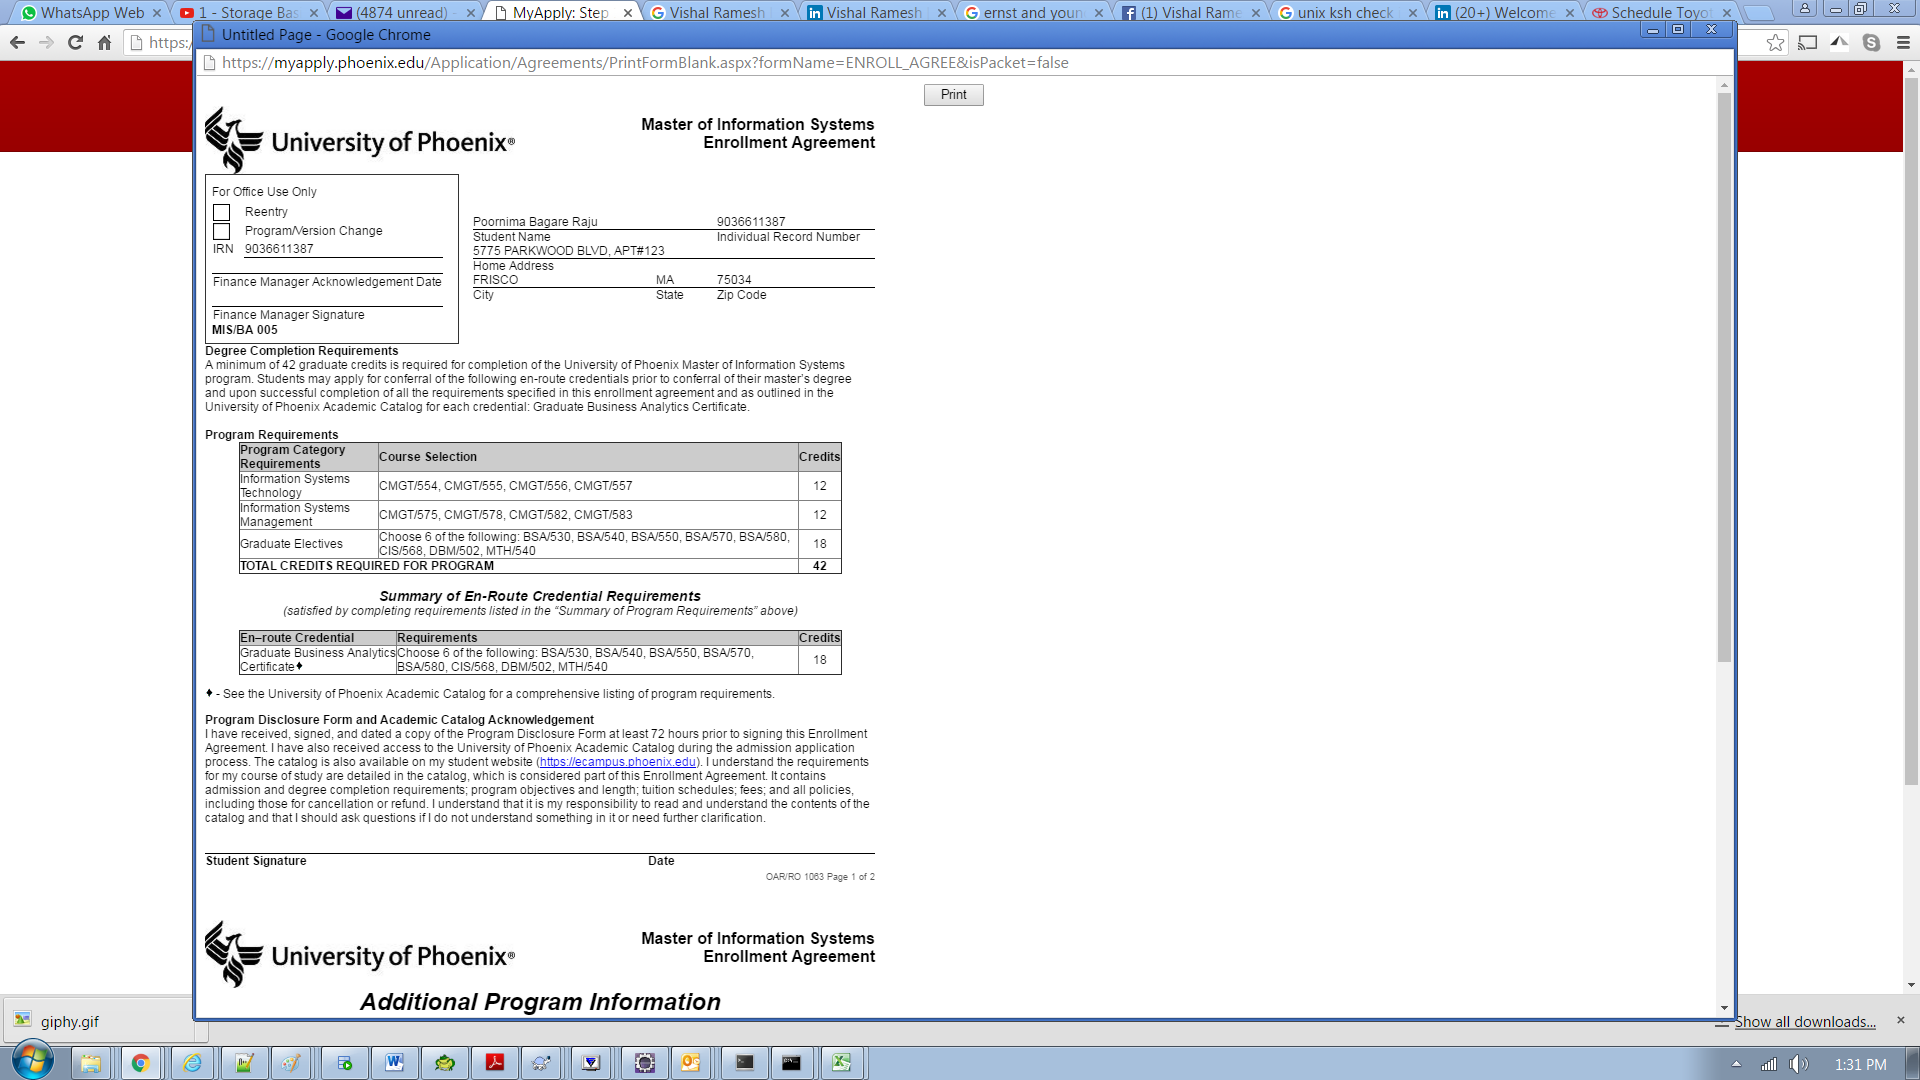 WhatsApp Web
1 - Storage Bas
(4874 unread) -
MyApply: Step
Vishal Ramesh
Vishal Ramesh
ernst and youn
(1) Vishal Rame
unix ksh check
(20+) Welcome
Schedule Toyo
https:/
Untitled Page - Google Chrome
https://myapply.phoenix.edu/Application/Agreements/PrintFormBlank.aspx?formName=ENROLL_AGREE&isPacket=false
Print
University of Phoenix®
Master of Information Systems
Enrollment Agreement
For Office Use Only
Reentry
Program/Version Change
IRN 9036611387
Finance Manager Acknowledgement Date
Finance Manager Signature
MIS/BA 005
Poornima Bagare Raju 9036611387
Student Name Individual Record Number
5775 PARKWOOD BLVD, APT#123
Home Address
FRISCO MA 75034
City State Zip Code
Degree Completion Requirements
A minimum of 42 graduate credits is required for completion of the University of Phoenix Master of Information Systems
program. Students may apply for conferral of the following en-route credentials prior to conferral of their master's degree
and upon successful completion of all the requirements specified in this enrollment agreement and as outlined in the
University of Phoenix Academic Catalog for each credential: Graduate Business Analytics Certificate.
Program Requirements
Program Category
Requirements
Course Selection
Credits
Information Systems
Technology
CMGT/554, CMGT/555, CMGT/556, CMGT/557
12
Information Systems
Management
CMGT/575, CMGT/578, CMGT/582, CMGT/583
12
Graduate Electives
Choose 6 of the following: BSA/530, BSA/540, BSA/550, BSA/570, BSA/580,
CIS/568, DBM/502, MTH/540
18
TOTAL CREDITS REQUIRED FOR PROGRAM 42
Summary of En-Route Credential Requirements
(satisfied by completing requirements listed in the “Summary of Program Requirements” above)
En–route Credential Requirements Credits
Graduate Business Analytics
Certificate♦
Choose 6 of the following: BSA/530, BSA/540, BSA/550, BSA/570,
BSA/580, CIS/568, DBM/502, MTH/540
18
♦ - See the University of Phoenix Academic Catalog for a comprehensive listing of program requirements.
Program Disclosure Form and Academic Catalog Acknowledgement
I have received, signed, and dated a copy of the Program Disclosure Form at least 72 hours prior to signing this Enrollment
Agreement. I have also received access to the University of Phoenix Academic Catalog during the admission application
process. The catalog is also available on my student website (https://ecampus.phoenix.edu). I understand the requirements
for my course of study are detailed in the catalog, which is considered part of this Enrollment Agreement. It contains
admission and degree completion requirements; program objectives and length; tuition schedules; fees; and all policies,
including those for cancellation or refund. I understand that it is my responsibility to read and understand the contents of the
catalog and that I should ask questions if I do not understand something in it or need further clarification.
Student Signature Date
OAR/RO 1063 Page 1 of 2
University of Phoenix®
Master of Information Systems
Enrollment Agreement
Additional Program Information
giphy.gif
Show all downloads...
1:31 PM